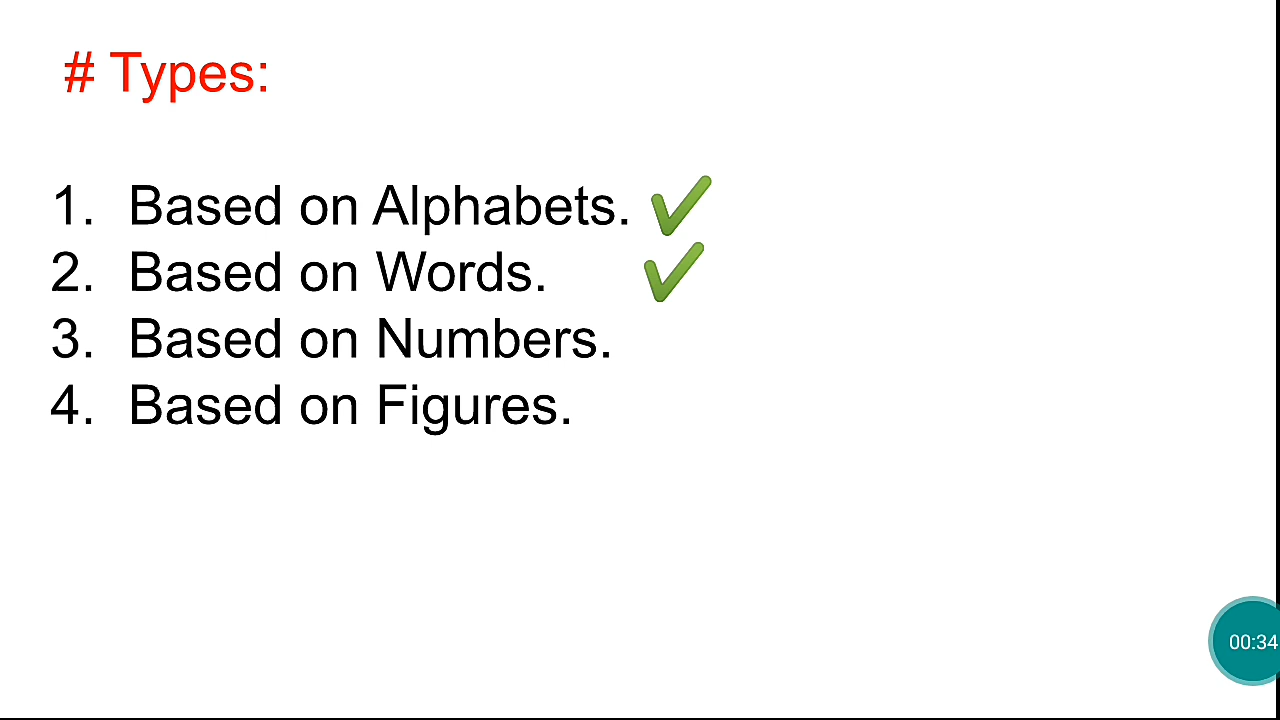 # Types:
1. Based on Alphabets. ✔
2. Based on Words. ✔
3. Based on Numbers.
4. Based on Figures.
00:34